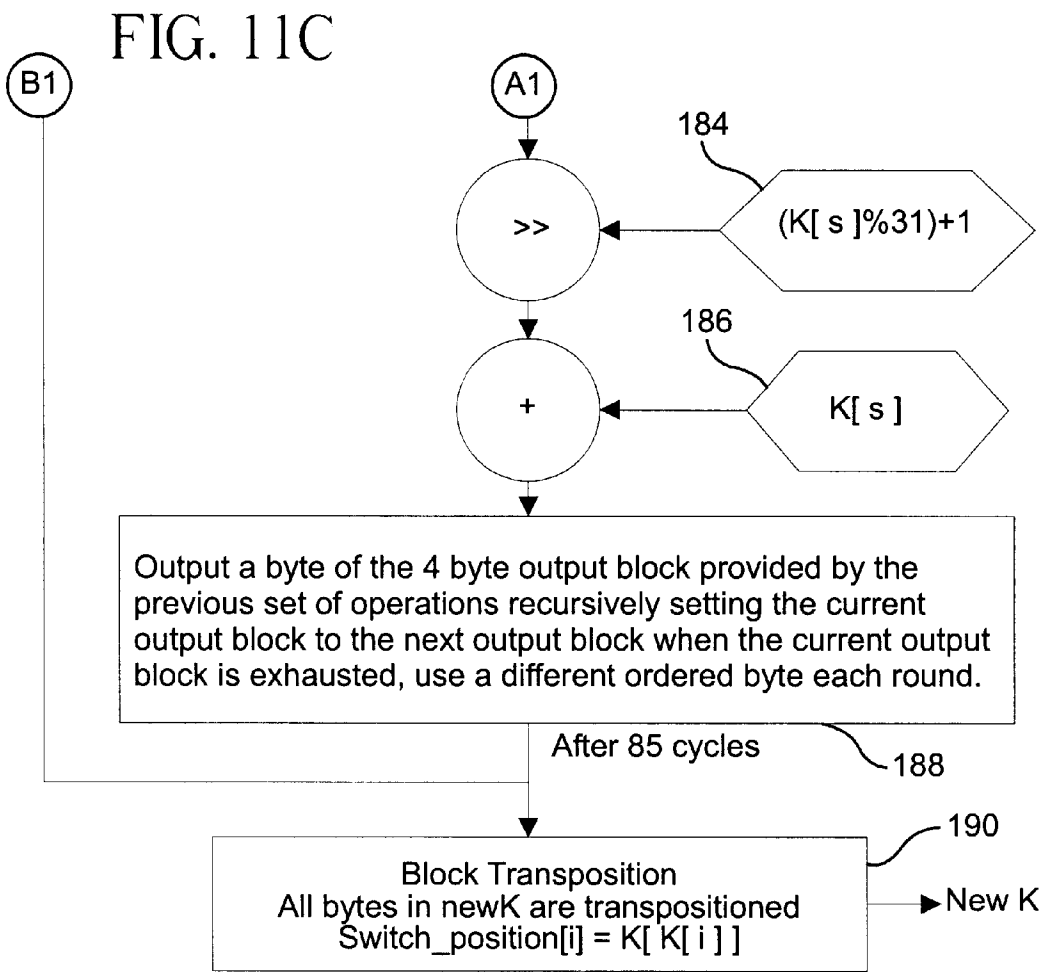 FIG. 11C
B1
A1
184
>>
(K[ s ]%31)+1
186
+
K[ s ]
Output a byte of the 4 byte output block provided by the
previous set of operations recursively setting the current
output block to the next output block when the current output
block is exhausted, use a different ordered byte each round.
After 85 cycles
188
190
Block Transposition
All bytes in newK are transpositioned
Switch_position[i] = K[ K[ i ] ]
New K